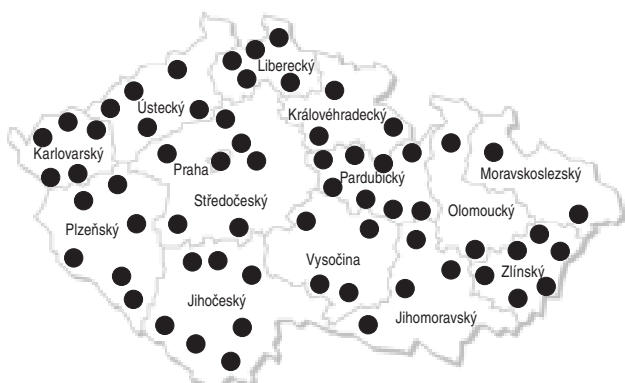 Liberecký
Ústecký
Královéhradecký
Karlovarský
Praha
Pardubický
Moravskoslezský
Středočeský
Olomoucký
Plzeňský
Vysočina
Zlínský
Jihočeský
Jihomoravský